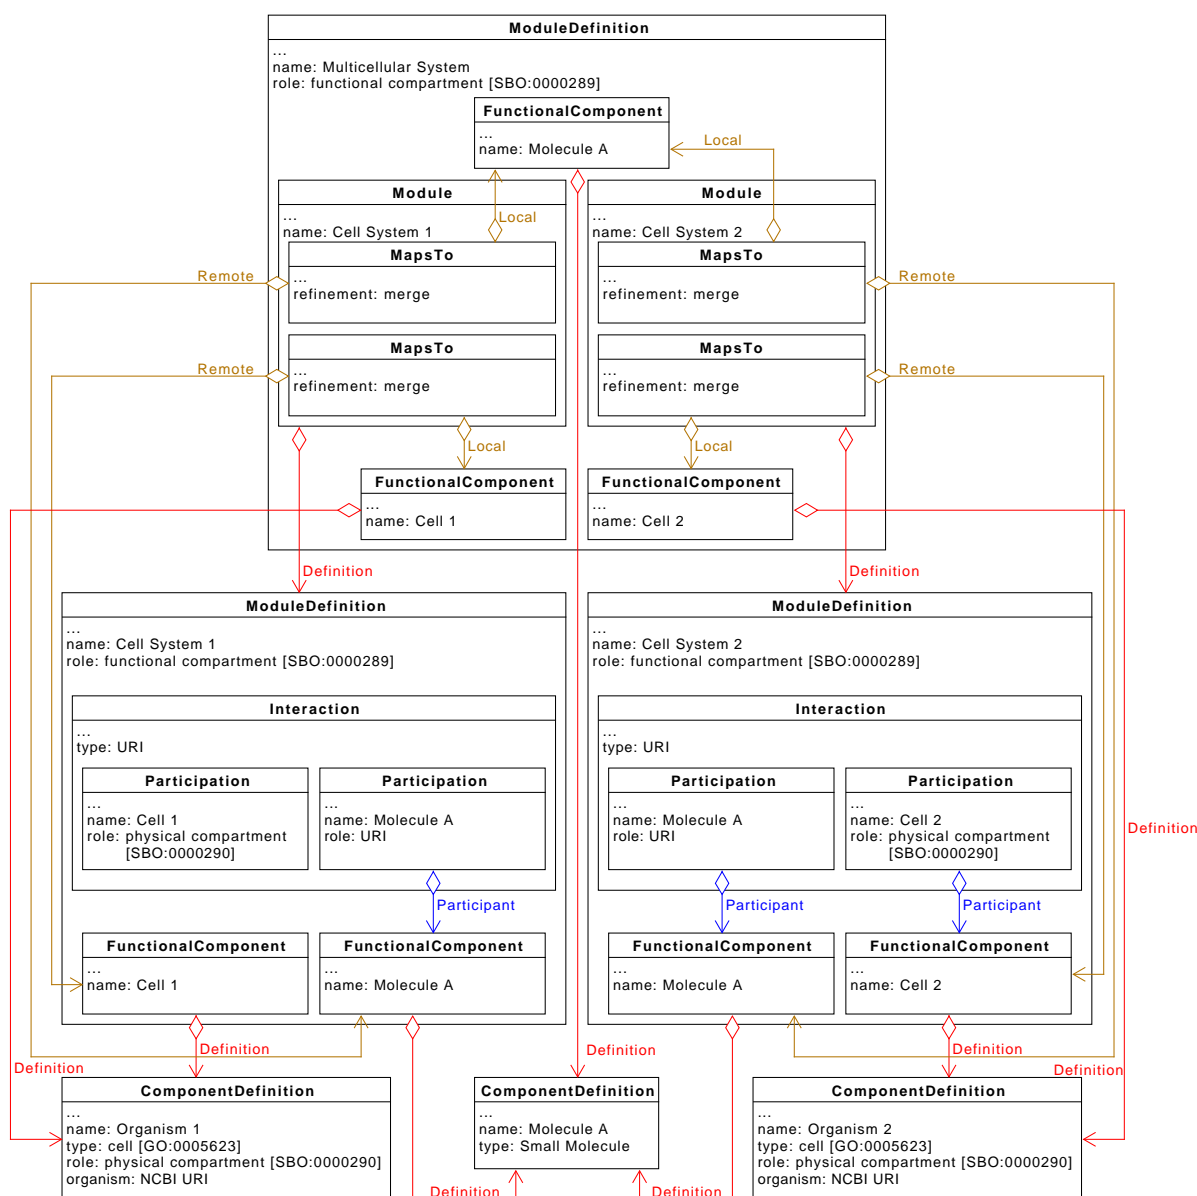 ModuleDefinition
...
name: Multicellular System
role: functional compartment [SBO:0000289]
FunctionalComponent
...
name: Molecule A
Local
Module
...
name: Cell System 1
Local
Module
...
name: Cell System 2
MapsTo
...
refinement: merge
MapsTo
...
refinement: merge
Remote
Remote
MapsTo
...
refinement: merge
MapsTo
...
refinement: merge
Remote
Remote
Local
Local
FunctionalComponent
...
name: Cell 1
FunctionalComponent
...
name: Cell 2
Definition
Definition
ModuleDefinition
...
name: Cell System 1
role: functional compartment [SBO:0000289]
Interaction
...
type: URI
Participation
...
name: Cell 1
role: physical compartment
[SBO:0000290]
Participation
...
name: Molecule A
role: URI
Participant
FunctionalComponent
...
name: Cell 1
FunctionalComponent
...
name: Molecule A
ModuleDefinition
...
name: Cell System 2
role: functional compartment [SBO:0000289]
Interaction
...
type: URI
Participation
...
name: Molecule A
role: URI
Participation
...
name: Cell 2
role: physical compartment
[SBO:0000290]
Definition
Participant
Participant
FunctionalComponent
...
name: Molecule A
FunctionalComponent
...
name: Cell 2
Definition
Definition
Definition
Definition
Definition
ComponentDefinition
...
name: Organism 1
type: cell [GO:0005623]
role: physical compartment [SBO:0000290]
organism: NCBI URI
ComponentDefinition
...
name: Molecule A
type: Small Molecule
ComponentDefinition
...
name: Organism 2
type: cell [GO:0005623]
role: physical compartment [SBO:0000290]
organism: NCBI URI
Definition
Definition